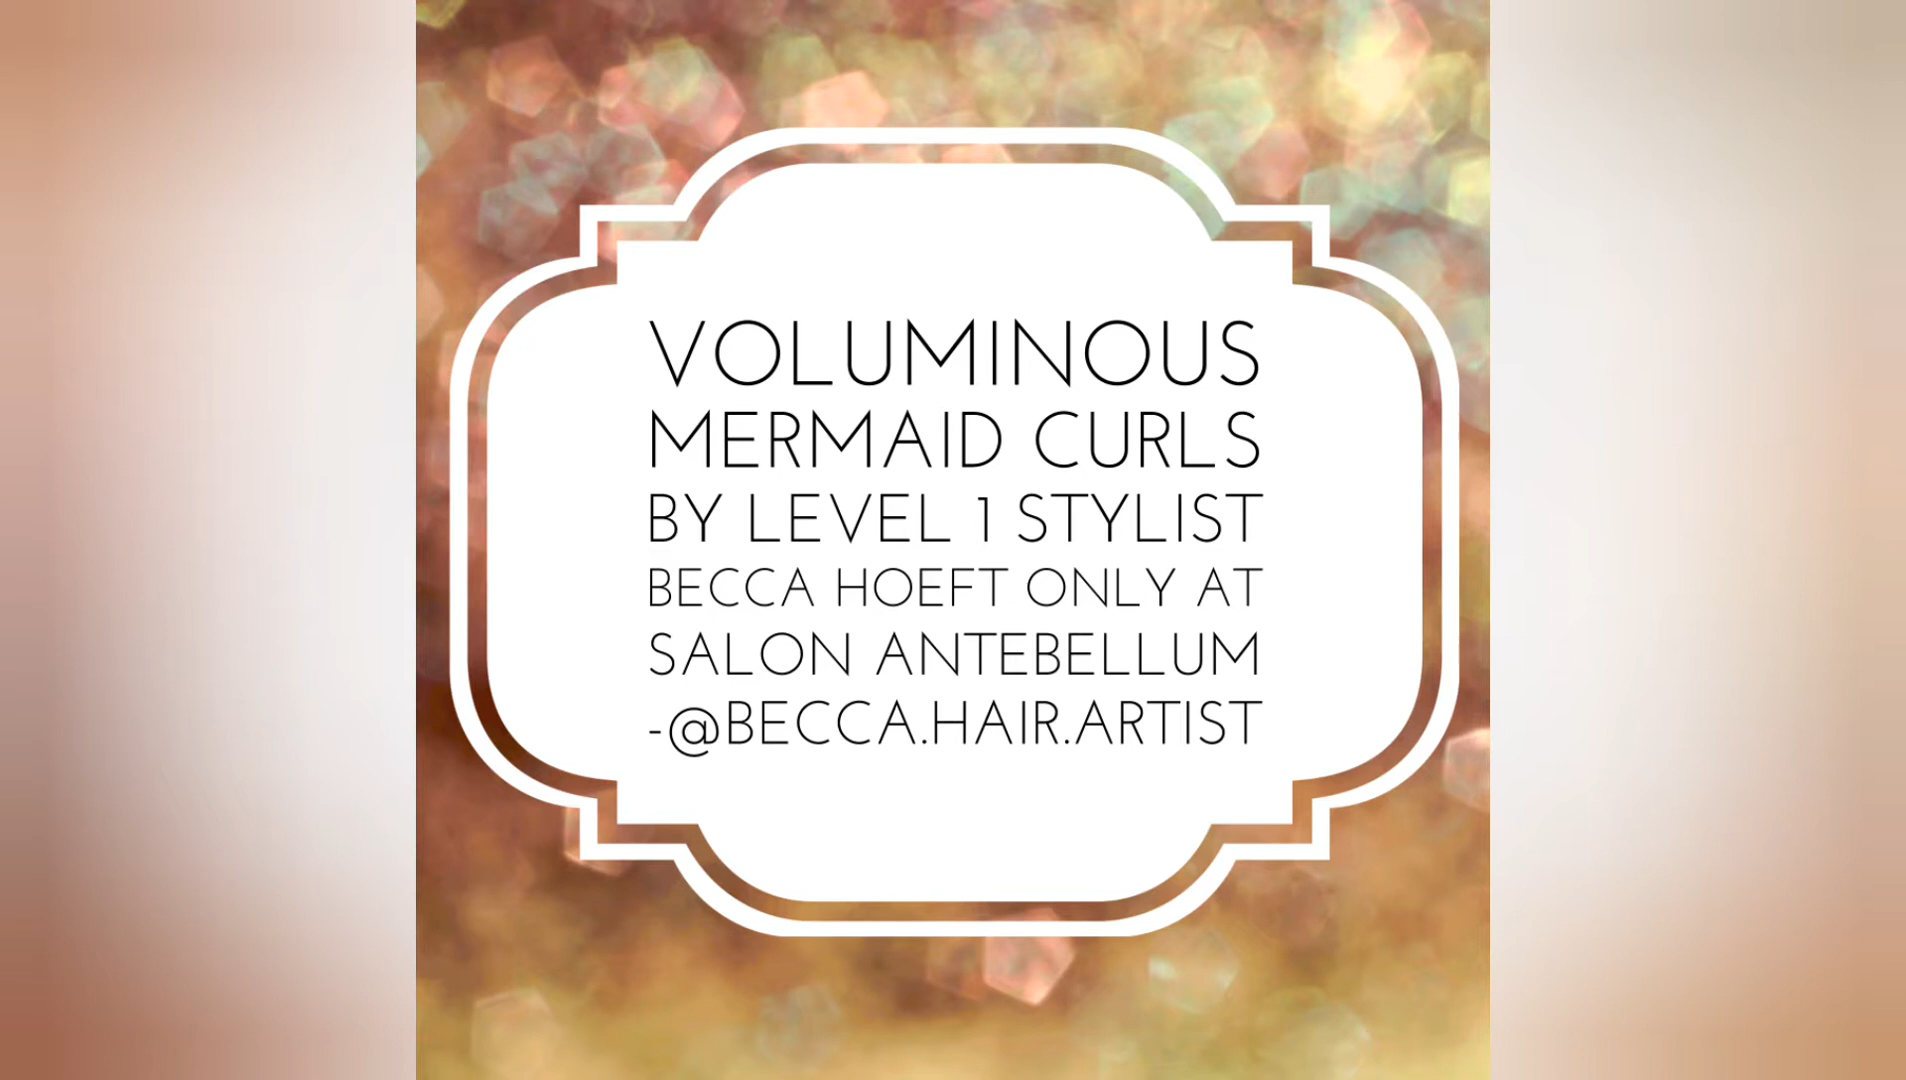 VOLUMINOUS
MERMAID CURLS
BY LEVEL 1 STYLIST
BECCA HOEFT ONLY AT
SALON ANTEBELLUM
-@BECCA.HAIR.ARTIST